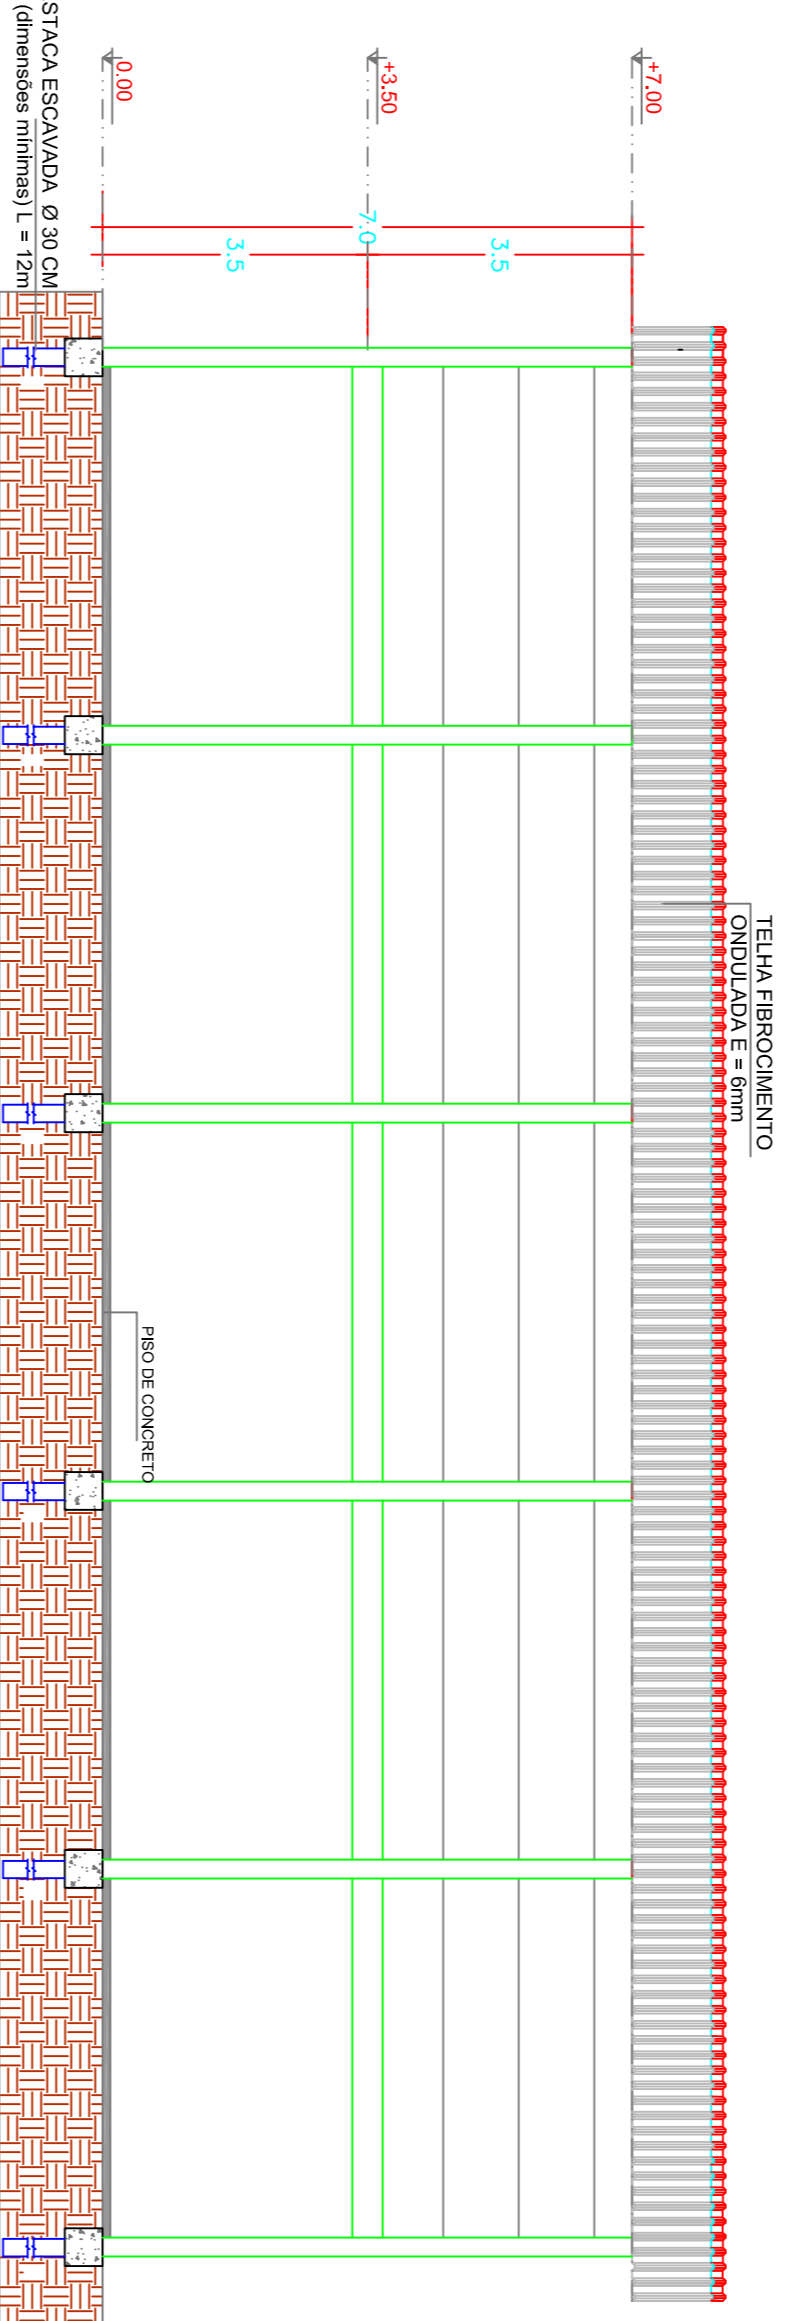 TELHA FIBROCIMENTO
ONDULADA E = 6mm
+7.00
+3.50
0.00
7.0
3.5
3.5
PISO DE CONCRETO
STACA ESCAVADA Ø 30 CM
(dimensões mínimas) L = 12m